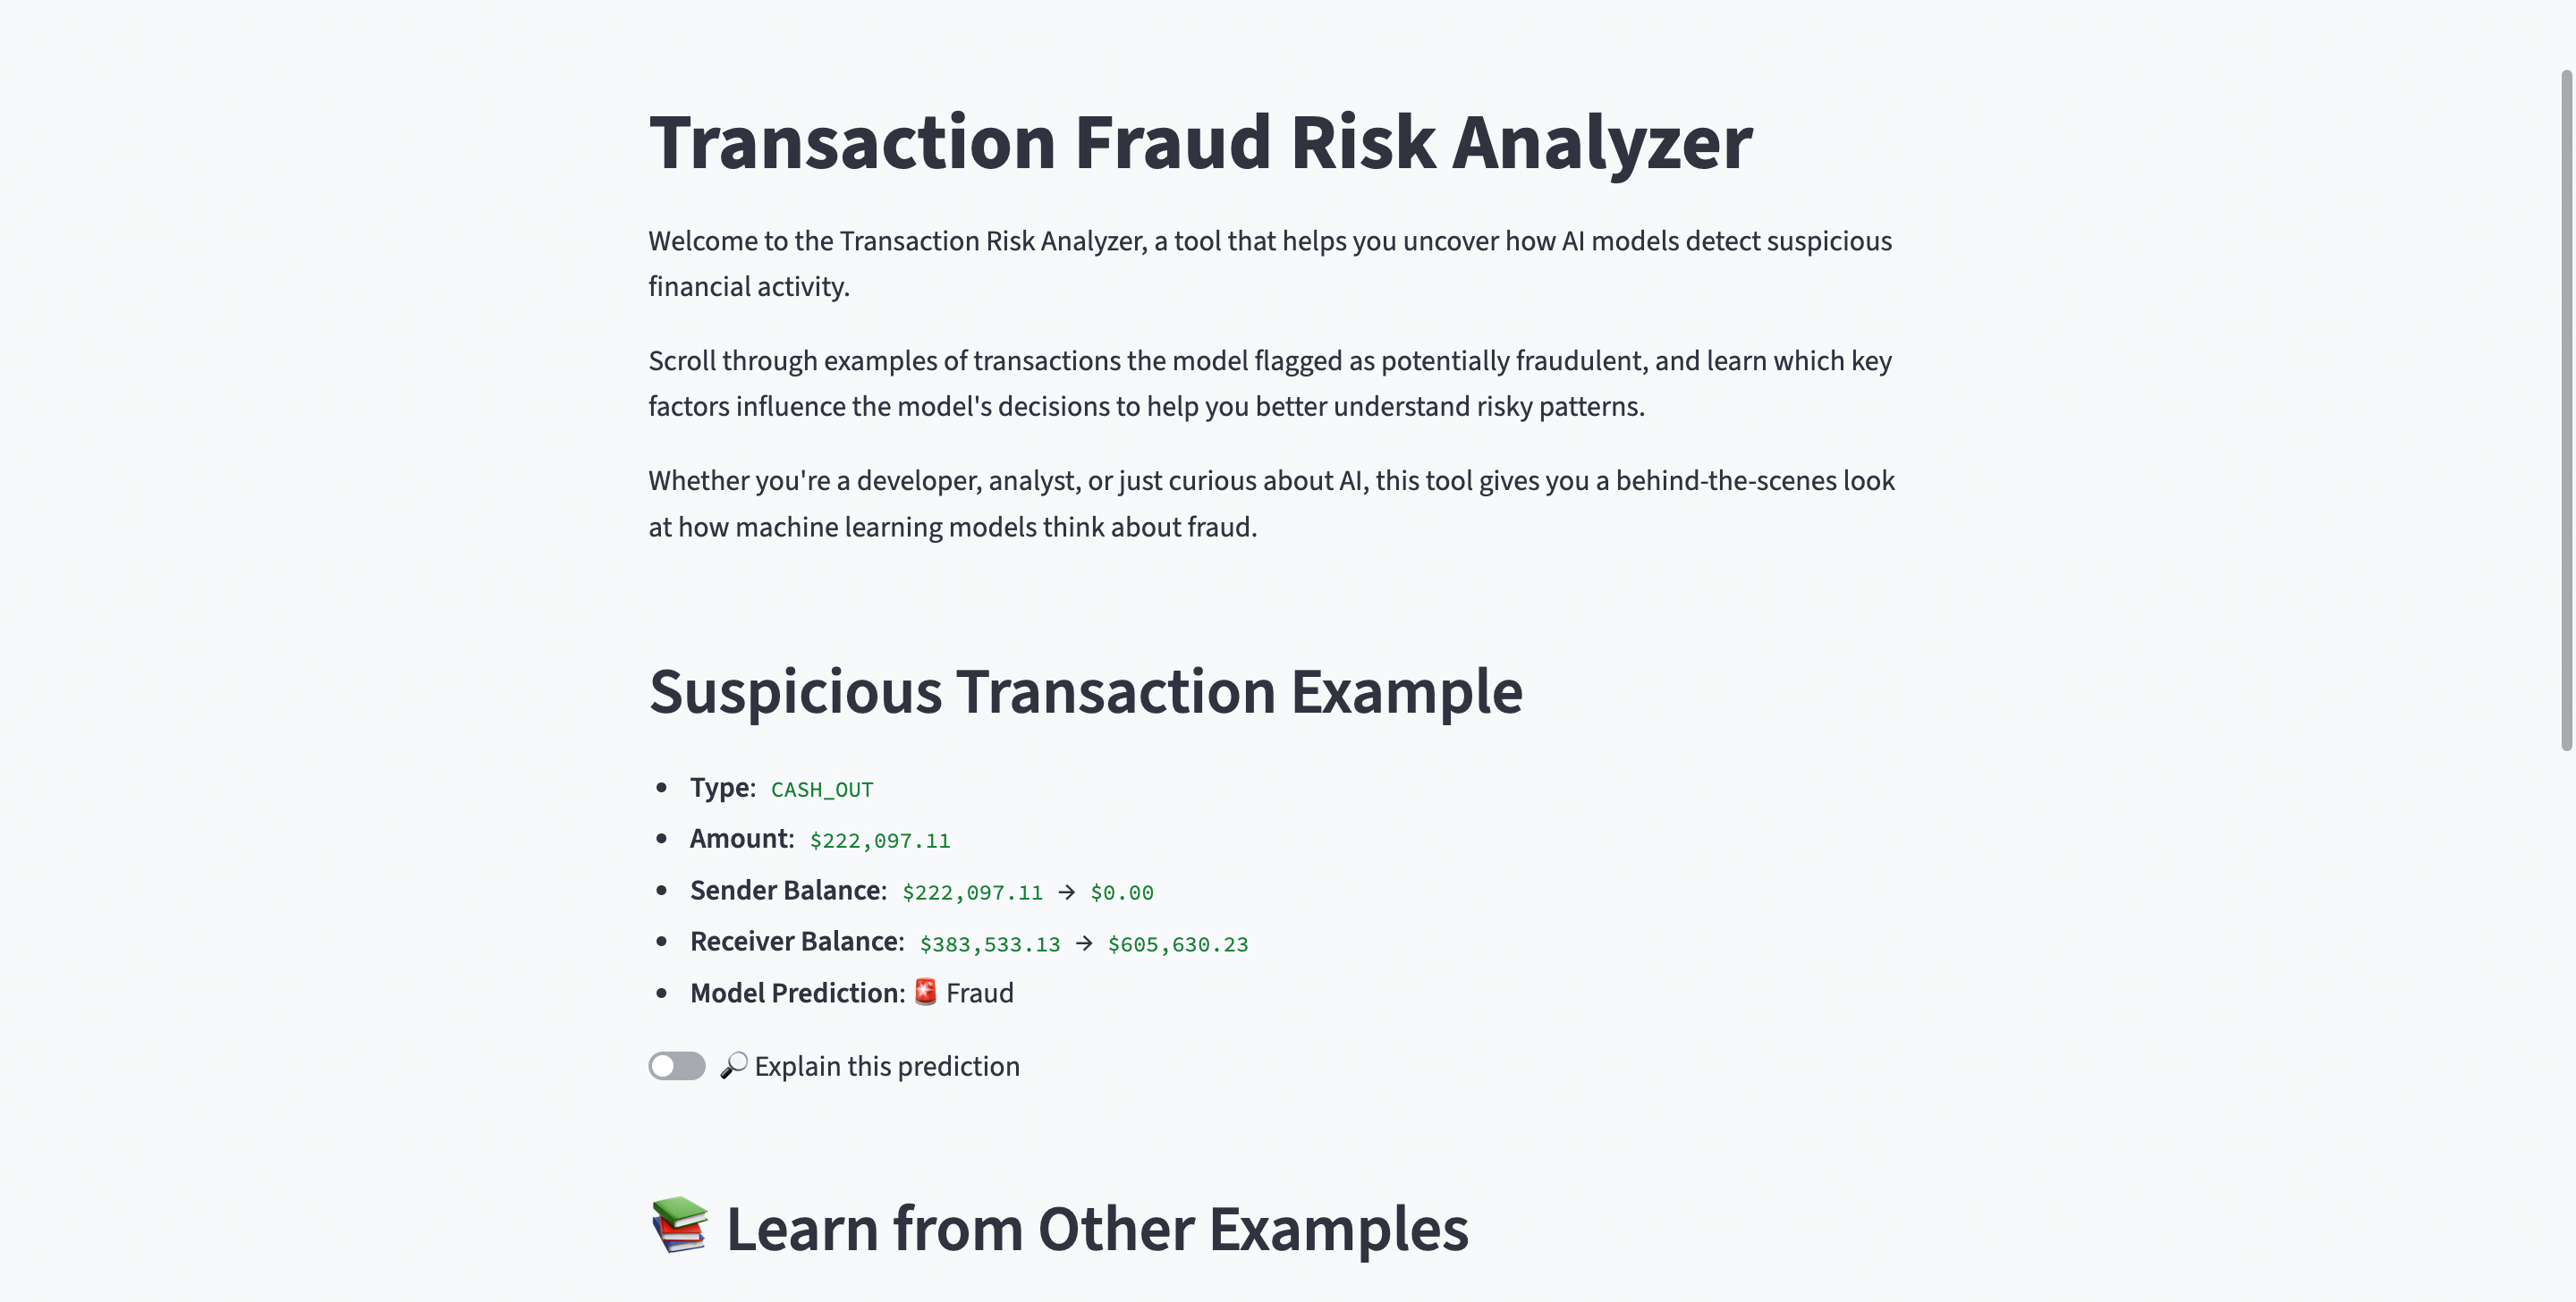 Transaction Fraud Risk Analyzer
Welcome to the Transaction Risk Analyzer, a tool that helps you uncover how AI models detect suspicious
financial activity.
Scroll through examples of transactions the model flagged as potentially fraudulent, and learn which key
factors influence the model's decisions to help you better understand risky patterns.
Whether you're a developer, analyst, or just curious about AI, this tool gives you a behind-the-scenes look
at how machine learning models think about fraud.
Suspicious Transaction Example
• Type: CASH_OUT
• Amount: $222,097.11
• Sender Balance: $222,097.11 → $0.00
• Receiver Balance: $383,533.13 → $605,630.23
• Model Prediction: 🚨 Fraud
🔎 Explain this prediction
📚 Learn from Other Examples